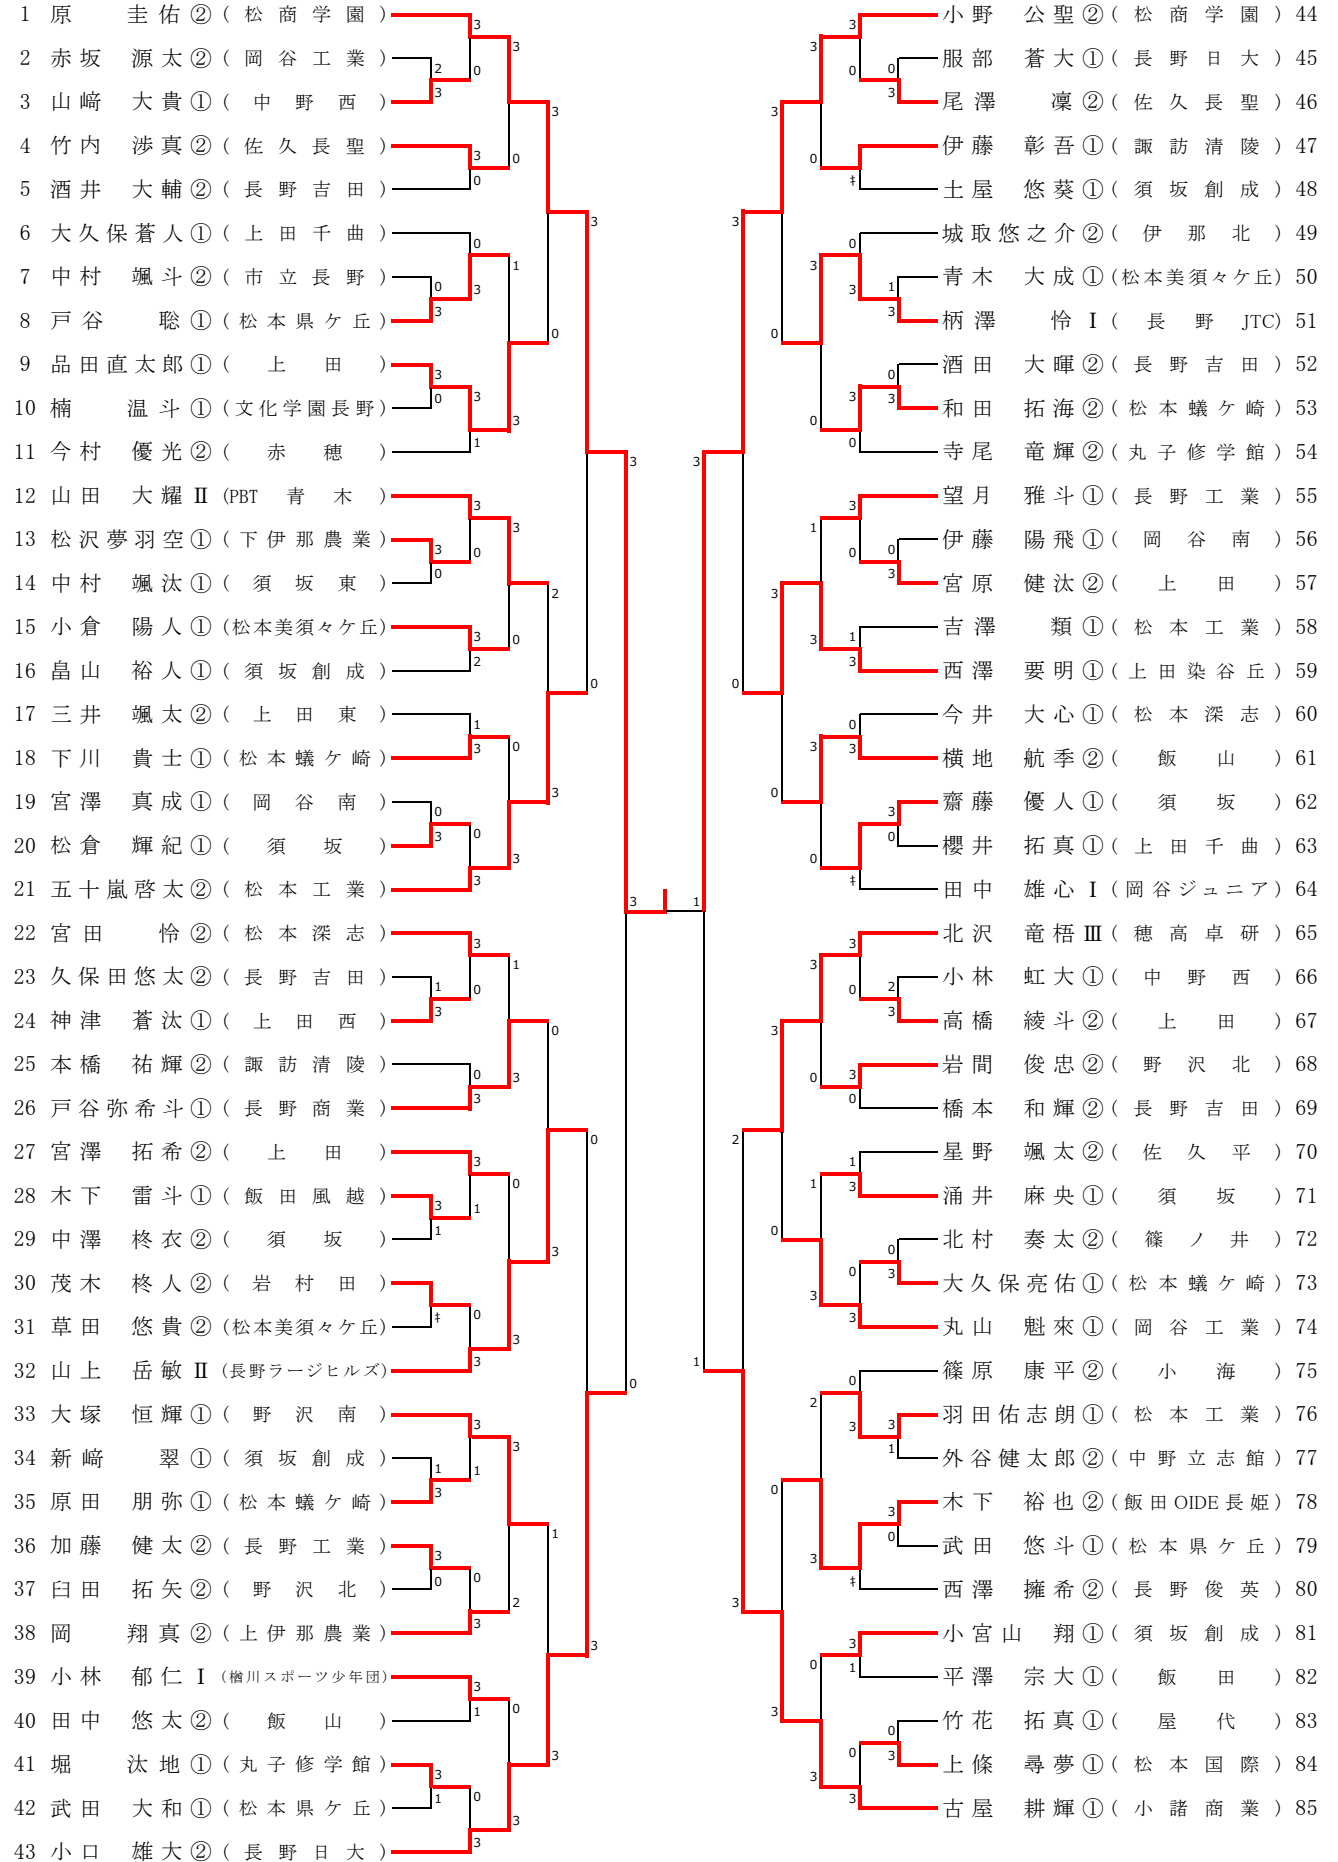 1 原 圭佑② (松商学園)
2 赤坂 源太② (岡谷工業)
3 山﨑 大貴① (中野西)
4 竹内 渉真② (佐久長聖)
5 酒井 大輔② (長野吉田)
6 大久保蒼人① (上田千曲)
7 中村 颯斗② (市立長野)
8 戸谷 聡① (松本県ケ丘)
9 品田直太郎① (上田)
10 楠 温斗① (文化学園長野)
11 今村 優光② (赤穂)
12 山田 大耀Ⅱ (PBT 青木)
13 松沢夢羽空① (下伊那農業)
14 中村 颯汰① (須坂東)
15 小倉 陽人① (松本美須々ケ丘)
16 畠山 裕人① (須坂創成)
17 三井 颯太② (上田東)
18 下川 貴士① (松本蟻ケ崎)
19 宮澤 真成① (岡谷南)
20 松倉 輝紀① (須坂)
21 五十嵐啓太② (松本工業)
22 宮田 怜② (松本深志)
23 久保田悠太② (長野吉田)
24 神津 蒼汰① (上田西)
25 本橋 祐輝② (諏訪清陵)
26 戸谷弥希斗① (長野商業)
27 宮澤 拓希② (上田)
28 木下 雷斗① (飯田風越)
29 中澤 柊衣② (須坂)
30 茂木 柊人② (岩村田)
31 草田 悠貴② (松本美須々ケ丘)
32 山上 岳敏Ⅱ (長野ラージヒルズ)
33 大塚 恒輝① (野沢南)
34 新﨑 翠① (須坂創成)
35 原田 朋弥① (松本蟻ケ崎)
36 加藤 健太② (長野工業)
37 臼田 拓矢② (野沢北)
38 岡 翔真② (上伊那農業)
39 小林 郁仁Ⅰ (楢川スポーツ少年団)
40 田中 悠太② (飯山)
41 堀 汰地① (丸子修学館)
42 武田 大和① (松本県ケ丘)
43 小口 雄大② (長野日大)
小野 公聖② (松商学園) 44
服部 蒼大① (長野日大) 45
尾澤 凜② (佐久長聖) 46
伊藤 彰吾① (諏訪清陵) 47
土屋 悠葵① (須坂創成) 48
城取悠之介② (伊那北) 49
青木 大成① (松本美須々ケ丘) 50
柄澤 怜Ⅰ (長野 JTC) 51
酒田 大暉② (長野吉田) 52
和田 拓海② (松本蟻ケ崎) 53
寺尾 竜輝② (丸子修学館) 54
望月 雅斗① (長野工業) 55
伊藤 陽飛① (岡谷南) 56
宮原 健汰② (上田) 57
吉澤 類① (松本工業) 58
西澤 要明① (上田染谷丘) 59
今井 大心① (松本深志) 60
横地 航季② (飯山) 61
齋藤 優人① (須坂) 62
櫻井 拓真① (上田千曲) 63
田中 雄心Ⅰ (岡谷ジュニア) 64
北沢 竜梧Ⅲ (穂高卓研) 65
小林 虹大① (中野西) 66
高橋 綾斗② (上田) 67
岩間 俊忠② (野沢北) 68
橋本 和輝② (長野吉田) 69
星野 颯太② (佐久平) 70
涌井 麻央① (須坂) 71
北村 奏太② (篠ノ井) 72
大久保亮佑① (松本蟻ケ崎) 73
丸山 魁來① (岡谷工業) 74
篠原 康平② (小海) 75
羽田佑志朗① (松本工業) 76
外谷健太郎② (中野立志館) 77
木下 裕也② (飯田 OIDE 長姫) 78
武田 悠斗① (松本県ケ丘) 79
西澤 擁希② (長野俊英) 80
小宮山 翔① (須坂創成) 81
平澤 宗大① (飯田) 82
竹花 拓真① (屋代) 83
上條 尋夢① (松本国際) 84
古屋 耕輝① (小諸商業) 85